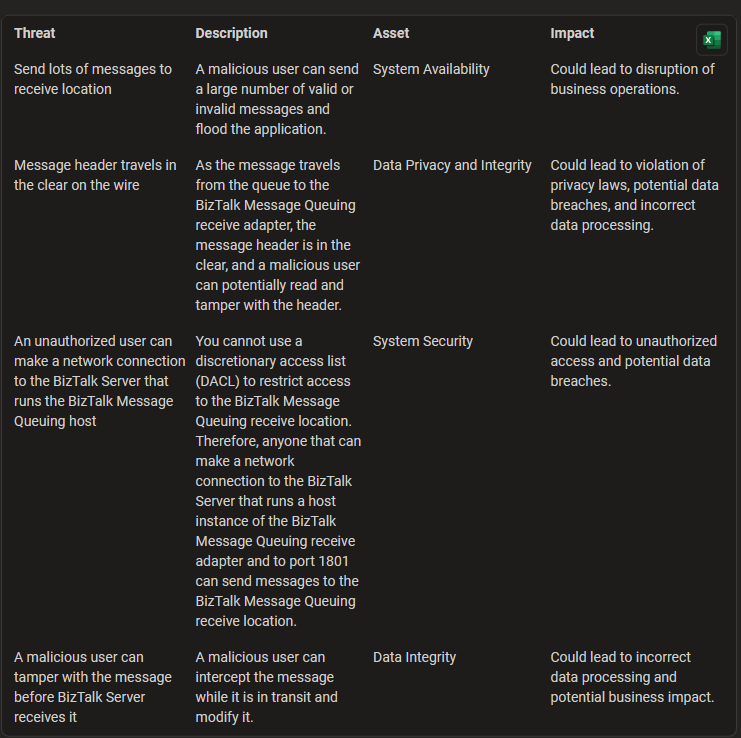 Threat
Description
Asset
Impact
Send lots of messages to
receive location
A malicious user can send
a large number of valid or
invalid messages and
flood the application.
System Availability
Could lead to disruption of
business operations.
Message header travels in
the clear on the wire
As the message travels
from the queue to the
BizTalk Message Queuing
receive adapter, the
message header is in the
clear, and a malicious user
can potentially read and
tamper with the header.
Data Privacy and Integrity
Could lead to violation of
privacy laws, potential data
breaches, and incorrect
data processing.
An unauthorized user can
make a network connection
to the BizTalk Server that
runs the BizTalk Message
Queuing host
You cannot use a
discretionary access list
(DACL) to restrict access
to the BizTalk Message
Queuing receive location.
Therefore, anyone that can
make a network
connection to the BizTalk
Server that runs a host
instance of the BizTalk
Message Queuing receive
adapter and to port 1801
can send messages to the
BizTalk Message Queuing
receive location.
System Security
Could lead to unauthorized
access and potential data
breaches.
A malicious user can
tamper with the message
before BizTalk Server
receives it
A malicious user can
intercept the message
while it is in transit and
modify it.
Data Integrity
Could lead to incorrect
data processing and
potential business impact.